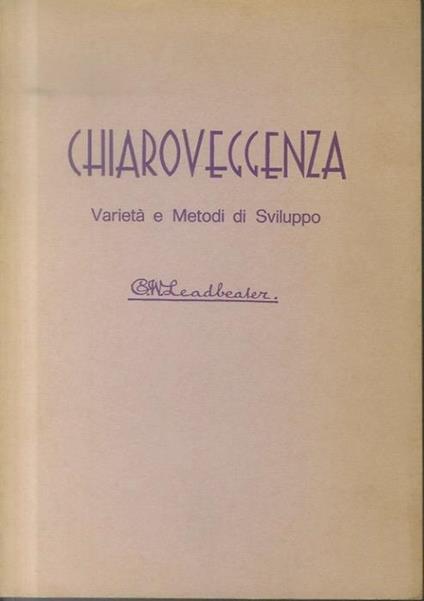 CHIAROVEGGENZA
Varietà e Metodi di Sviluppo
C.W. Leadbeater.